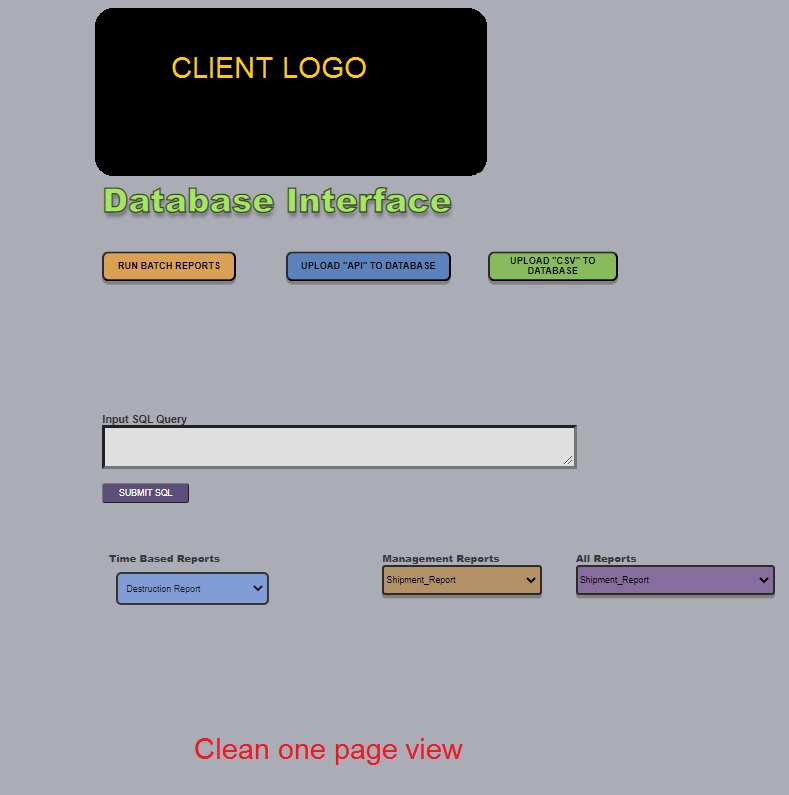 CLIENT LOGO
Database Interface
RUN BATCH REPORTS
UPLOAD "API" TO DATABASE
UPLOAD "CSV" TO
DATABASE
Input SQL Query
SUBMIT SQL
Time Based Reports
Management Reports
All Reports
Destruction Report
Shipment_Report
Shipment_Report
Clean one page view